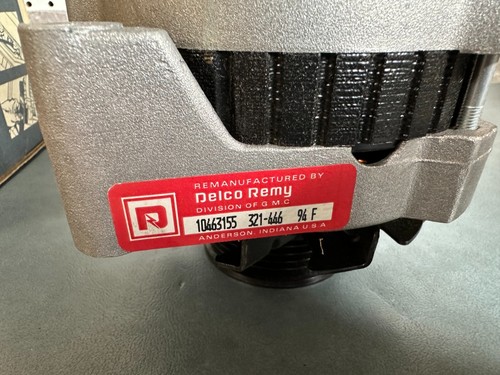 REMANUFACTURED BY
Delco Remy
DIVISION OF G.M.C
10463155 321-446 94 F
ANDERSON, INDIANA U.S.A